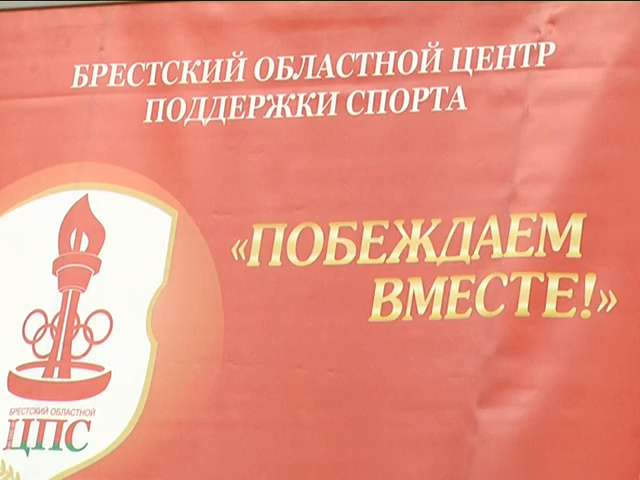 БРЕСТСКИЙ ОБЛАСТНОЙ ЦЕНТР
ПОДДЕРЖКИ СПОРТА
«ПОБЕЖДАЕМ
ВМЕСТЕ!»
БРЕСТСКИЙ ОБЛАСТНОЙ
ЦПС